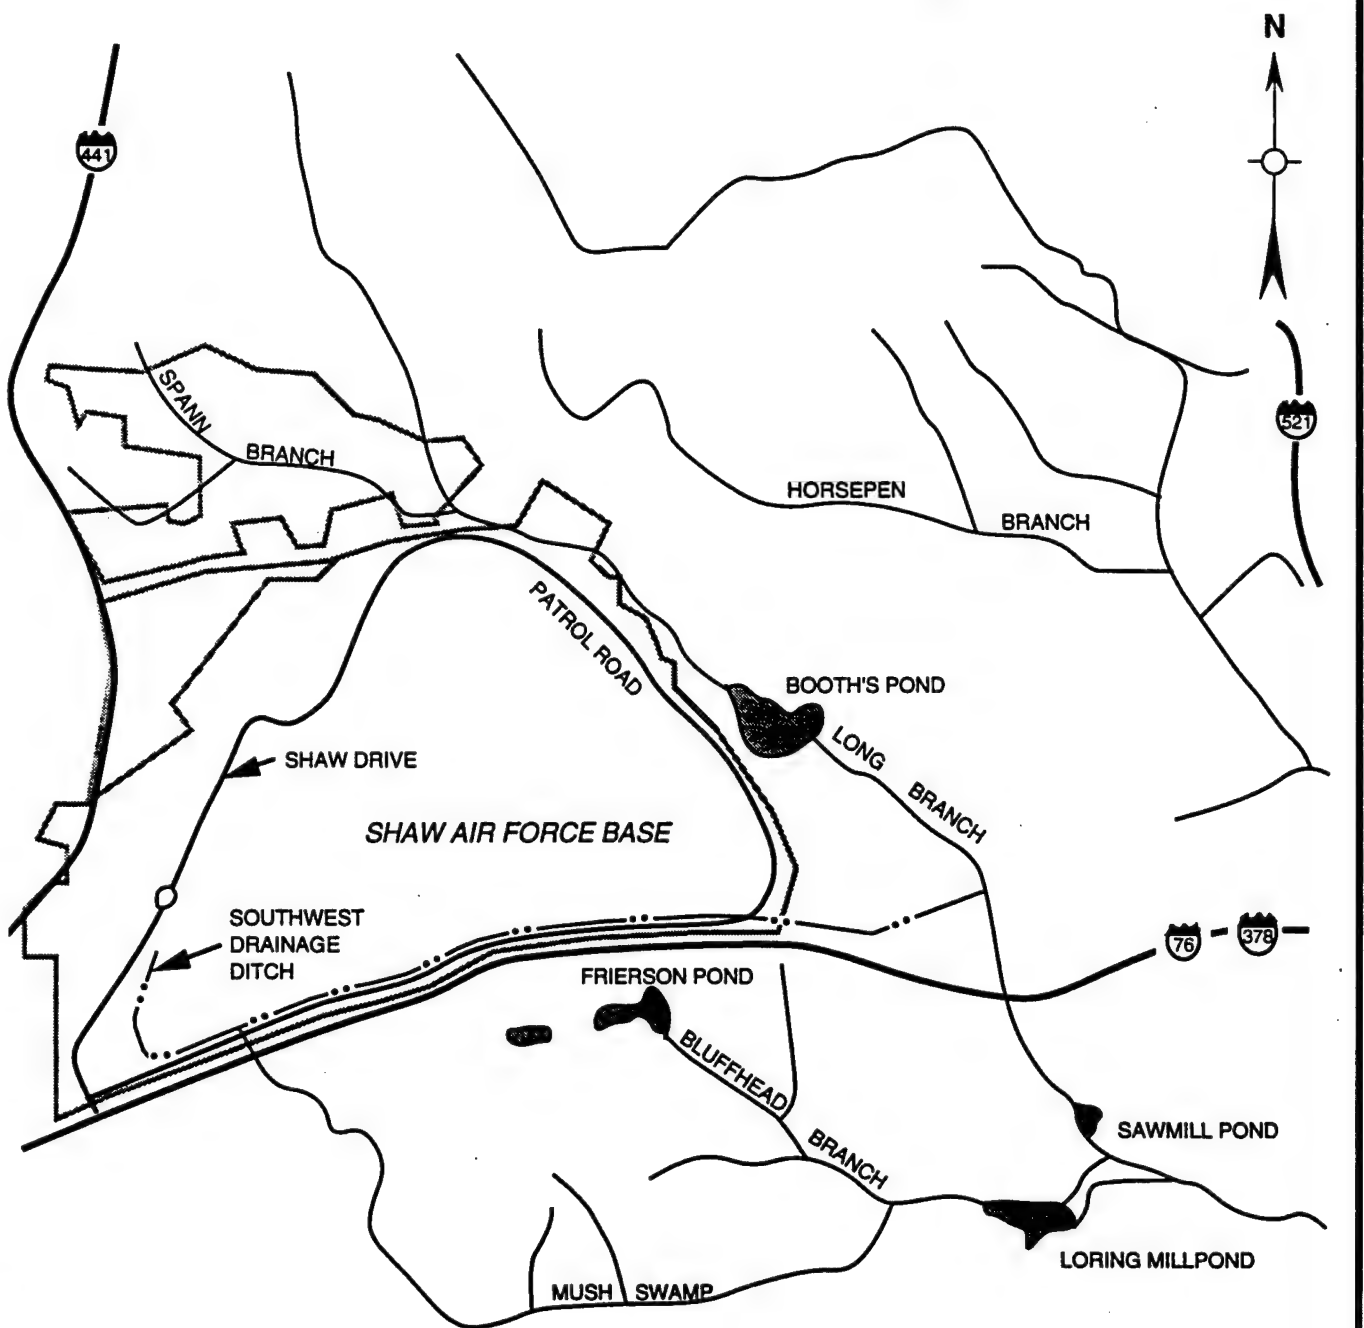 N
441
521
SPANN
BRANCH
HORSEPEN
BRANCH
PATROL ROAD
BOOTH'S POND
LONG
BRANCH
SHAW DRIVE
SHAW AIR FORCE BASE
SOUTHWEST
DRAINAGE
DITCH
76
378
FRIERSON POND
BLUFFHEAD
BRANCH
SAWMILL POND
LORING MILLPOND
MUSH SWAMP